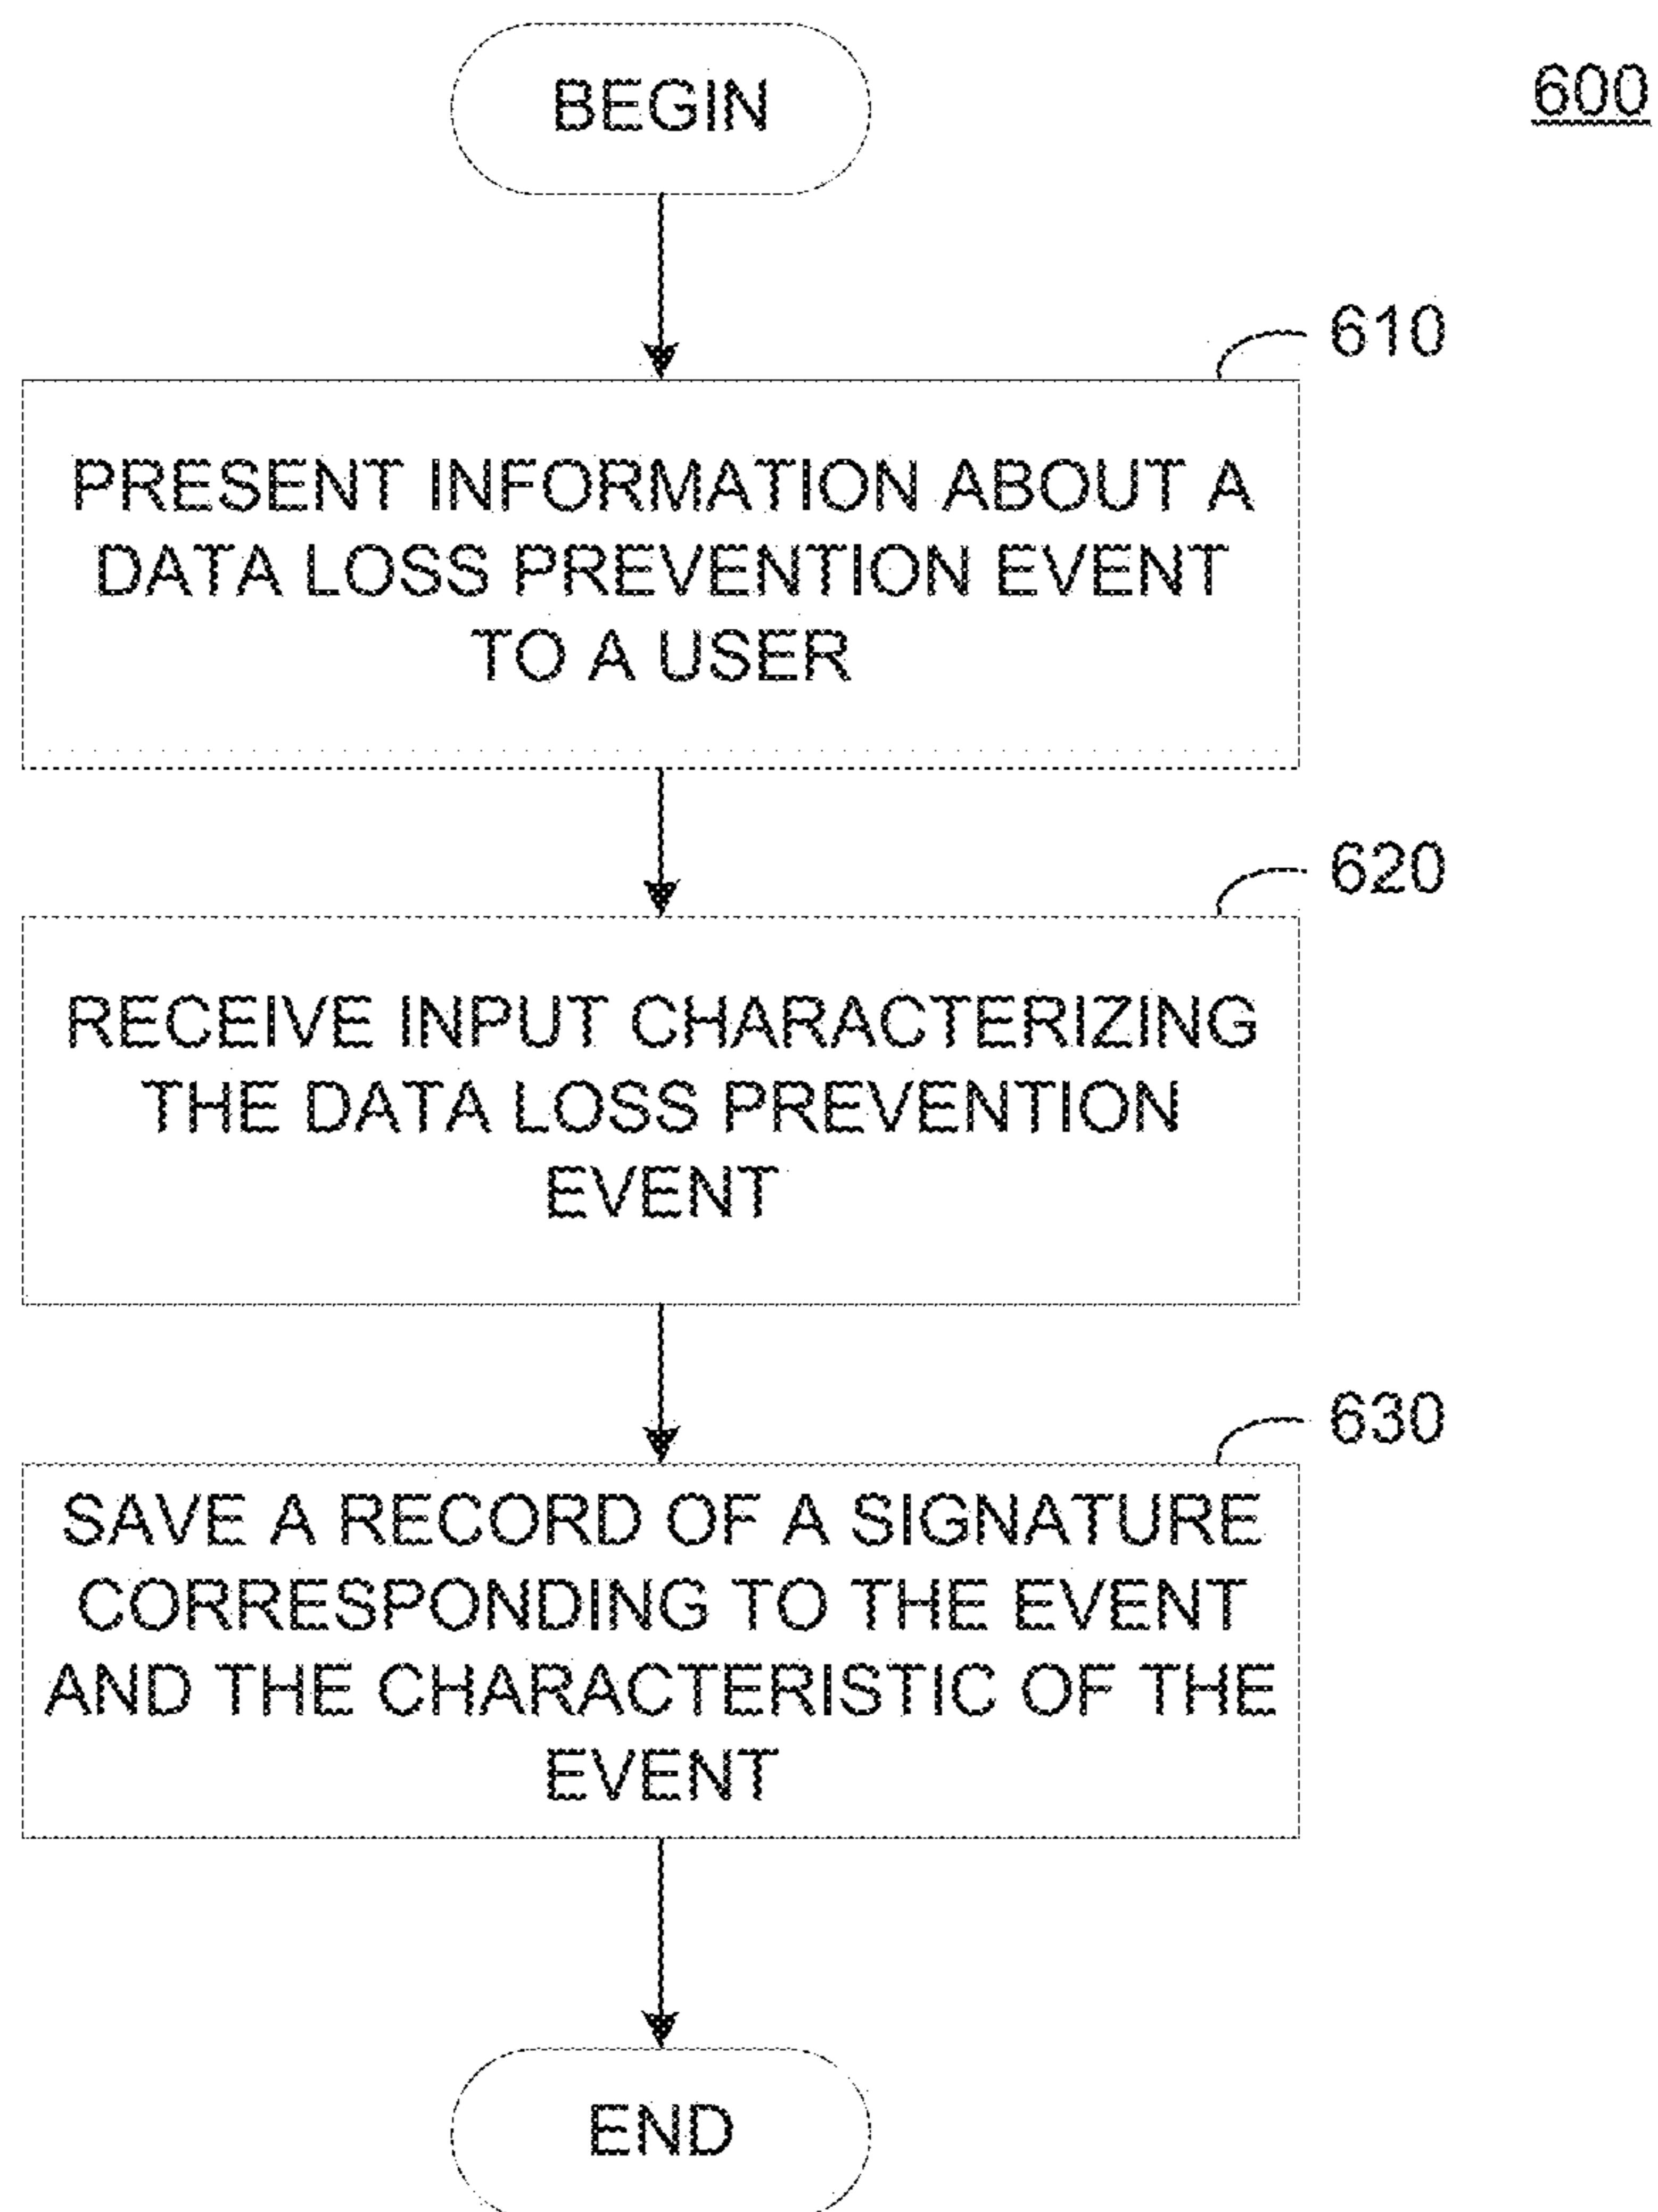 BEGIN
600
610
PRESENT INFORMATION ABOUT A
DATA LOSS PREVENTION EVENT
TO A USER
620
RECEIVE INPUT CHARACTERIZING
THE DATA LOSS PREVENTION
EVENT
630
SAVE A RECORD OF A SIGNATURE
CORRESPONDING TO THE EVENT
AND THE CHARACTERISTIC OF THE
EVENT
END